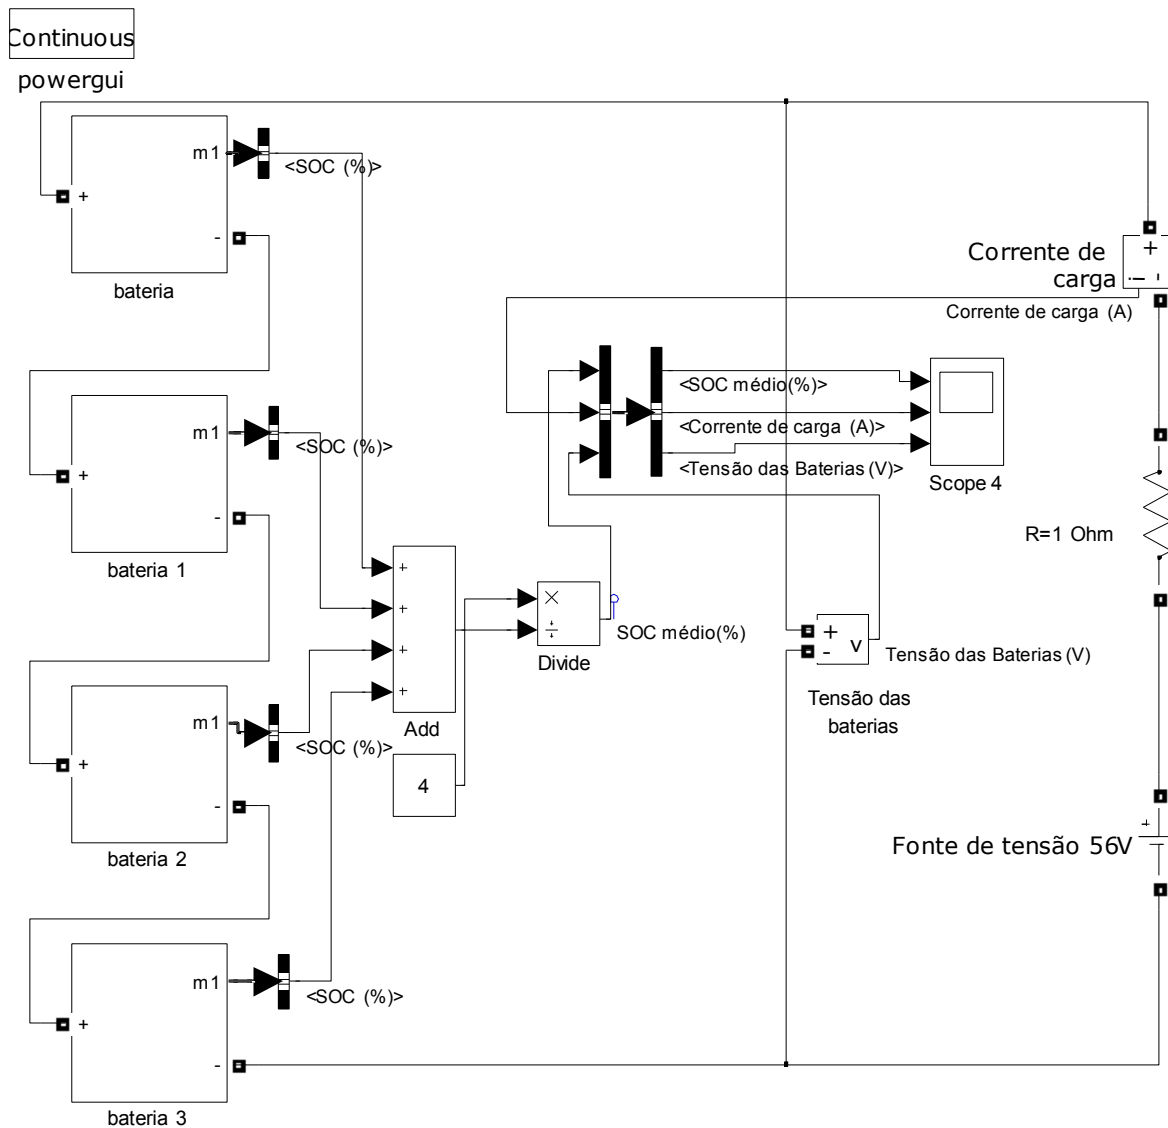 Continuous
powergui
m1
<SOC (%)>
+
-
bateria
Corrente de
carga
+
i
-
Corrente de carga (A)
m1
<SOC (%)>
+
-
bateria 1
<SOC médio(%)>
<Corrente de carga (A)>
<Tensão das Baterias (V)>
Scope 4
R=1 Ohm
+
+
+
+
Add
×
÷
Divide
SOC médio(%)
+
-
v
Tensão das Baterias (V)
Tensão das
baterias
m1
<SOC (%)>
+
-
bateria 2
4
+
Fonte de tensão 56V
m1
<SOC (%)>
+
-
bateria 3